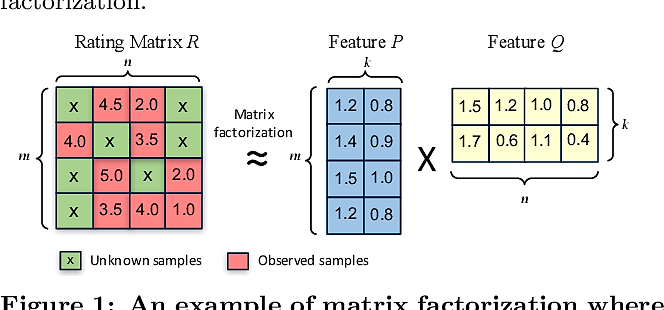 factorization.
Rating Matrix R Feature P Feature Q
n k
x 4.5 2.0 x 1.2 0.8 1.5 1.2 1.0 0.8
4.0 x 3.5 x 1.4 0.9 1.7 0.6 1.1 0.4
x 5.0 x 2.0 1.5 1.0
x 3.5 4.0 1.0 1.2 0.8
m Matrix factorization ≈ m X k
n
x Unknown samples Observed samples
Figure 1: An example of matrix factorization where